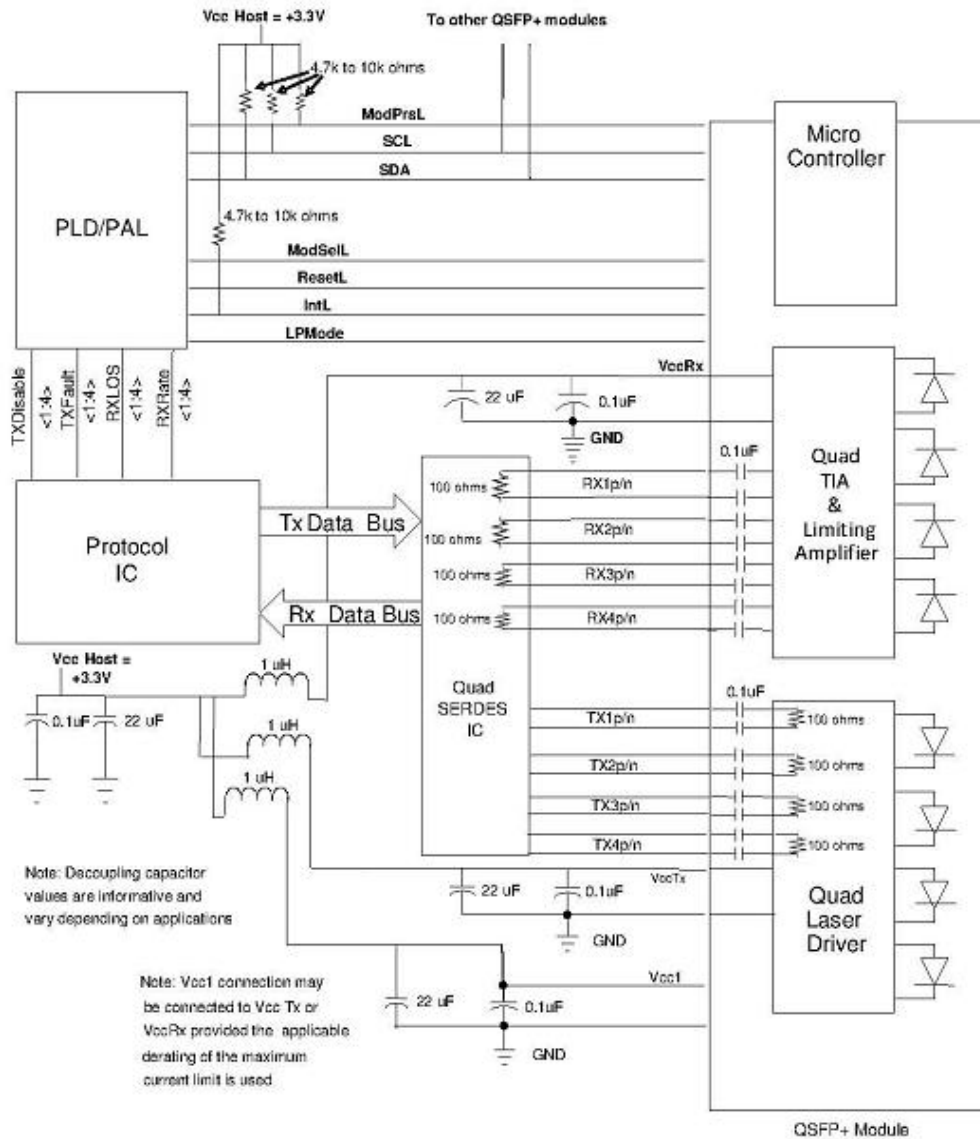 Vcc Host = +3.3V
To other QSFP+ modules
4.7k to 10k ohms
ModPrsL
SCL
SDA
Micro
Controller
PLD/PAL
4.7k to 10k ohms
ModSelL
ResetL
IntL
LPMode
TXDisable
<1:4>
TXFault
<1:4>
RXLOS
<1:4>
RXRate
<1:4>
VccRx
22 uF
0.1uF
GND
0.1uF
Quad
TIA
&
Limiting
Amplifier
100 ohms
RX1p/n
100 ohms
RX2p/n
100 ohms
RX3p/n
100 ohms
RX4p/n
Tx Data Bus
Protocol
IC
Rx Data Bus
Vcc Host =
+3.3V
0.1uF
22 uF
1 uH
1 uH
1 uH
Quad
SERDES
IC
0.1uF
TX1p/n
100 ohms
TX2p/n
100 ohms
TX3p/n
100 ohms
TX4p/n
100 ohms
VccTx
22 uF
0.1uF
GND
Quad
Laser
Driver
Note: Decoupling capacitor
values are informative and
vary depending on applications
Note: Vcc1 connection may
be connected to Vcc Tx or
VccRx provided the applicable
derating of the maximum
current limit is used
Vcc1
22 uF
0.1uF
GND
QSFP+ Module